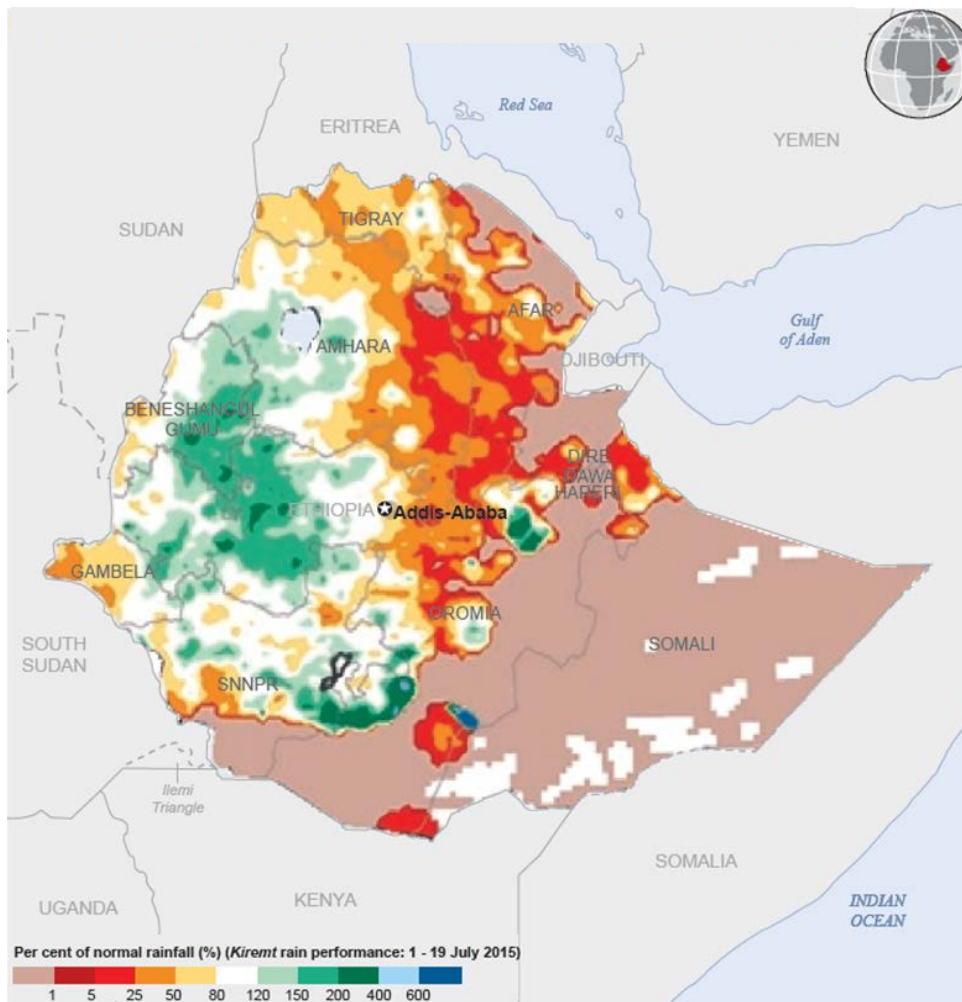 Red Sea
ERITREA
YEMEN
SUDAN
TIGRAY
AFAR
Gulf
of Aden
AMHARA
DJIBOUTI
BENESHANGUL
GUMU
DIRE
DAWA
HARERI
ETHIOPIA
Addis-Ababa
GAMBELA
OROMIA
SOUTH
SUDAN
SOMALI
SNNPR
Ilemi
Triangle
SOMALIA
KENYA
UGANDA
INDIAN
OCEAN
Per cent of normal rainfall (%) (Kiremt rain performance: 1 - 19 July 2015)
1 5 25 50 80 120 150 200 400 600